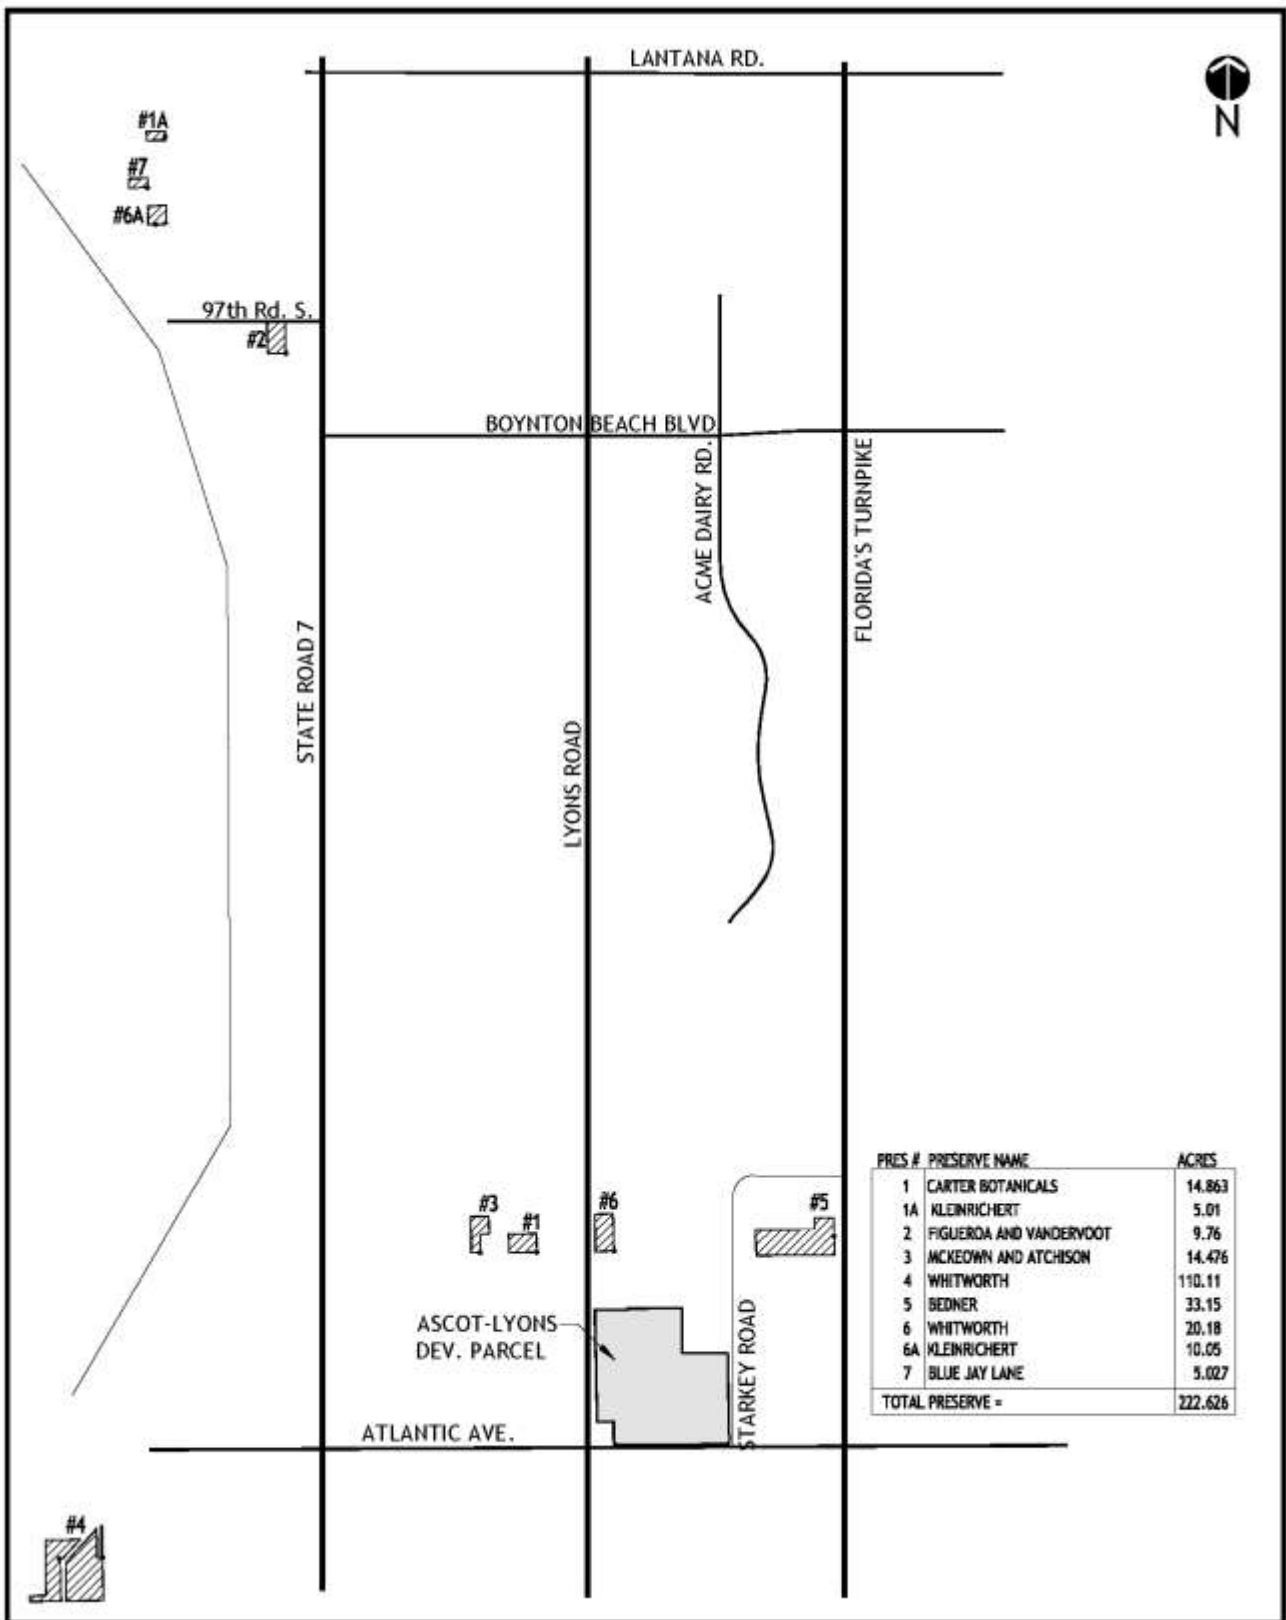 LANTANA RD.
N
#1A
#7
#6A
97th Rd. S.
#2
BOYNTON BEACH BLVD
ACME DAIRY RD.
FLORIDA'S TURNPIKE
STATE ROAD 7
LYONS ROAD
PRES # PRESERVE NAME ACRES
1 CARTER BOTANICALS 14.863
1A KLEINRICHERT 5.01
2 FIGUEROA AND VANDERVOOT 9.76
3 MCKEOWN AND ATCHISON 14.476
4 WHITWORTH 110.11
5 BEDNER 33.15
6 WHITWORTH 20.18
6A KLEINRICHERT 10.05
7 BLUE JAY LANE 5.027
TOTAL PRESERVE = 222.626
#3
#1
#6
#5
ASCOT-LYONS
DEV. PARCEL
STARKEY ROAD
ATLANTIC AVE.
#4